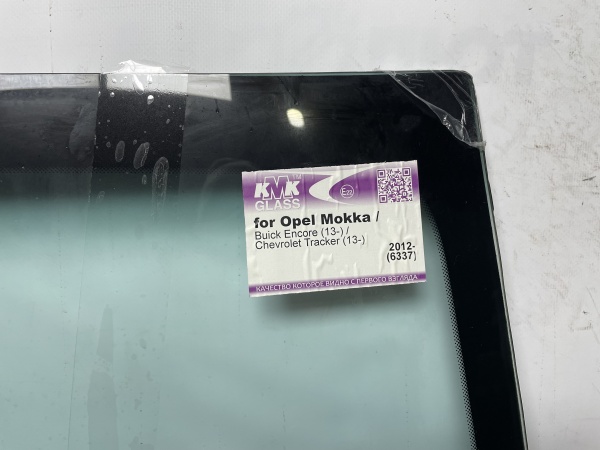 KMK
GLASS
for Opel Mokka /
Buick Encore (13-) /
Chevrolet Tracker (13-)
2012-
(6337)
КАЧЕСТВО КОТОРОЕ ВИДНО С ПЕРВОГО ВЗГЛЯДА